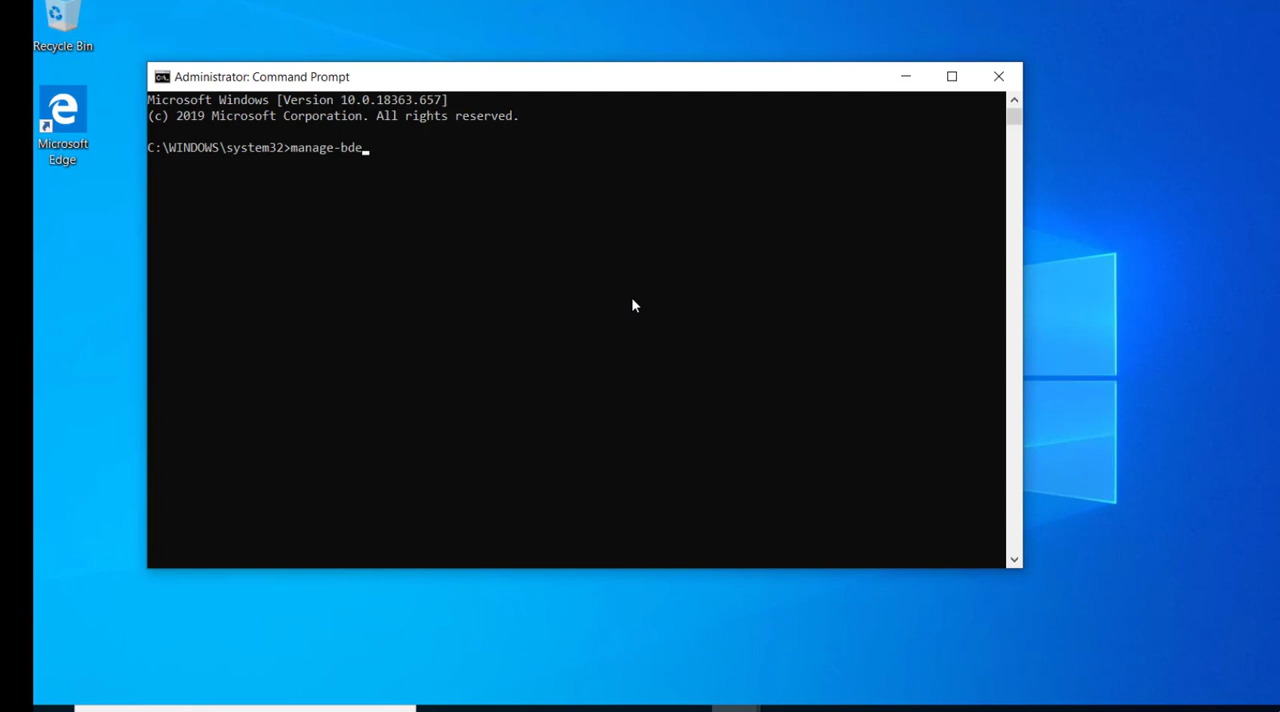 Recycle Bin
Microsoft
Edge
Administrator: Command Prompt
Microsoft Windows [Version 10.0.18363.657]
(c) 2019 Microsoft Corporation. All rights reserved.
C:\WINDOWS\system32>manage-bde_